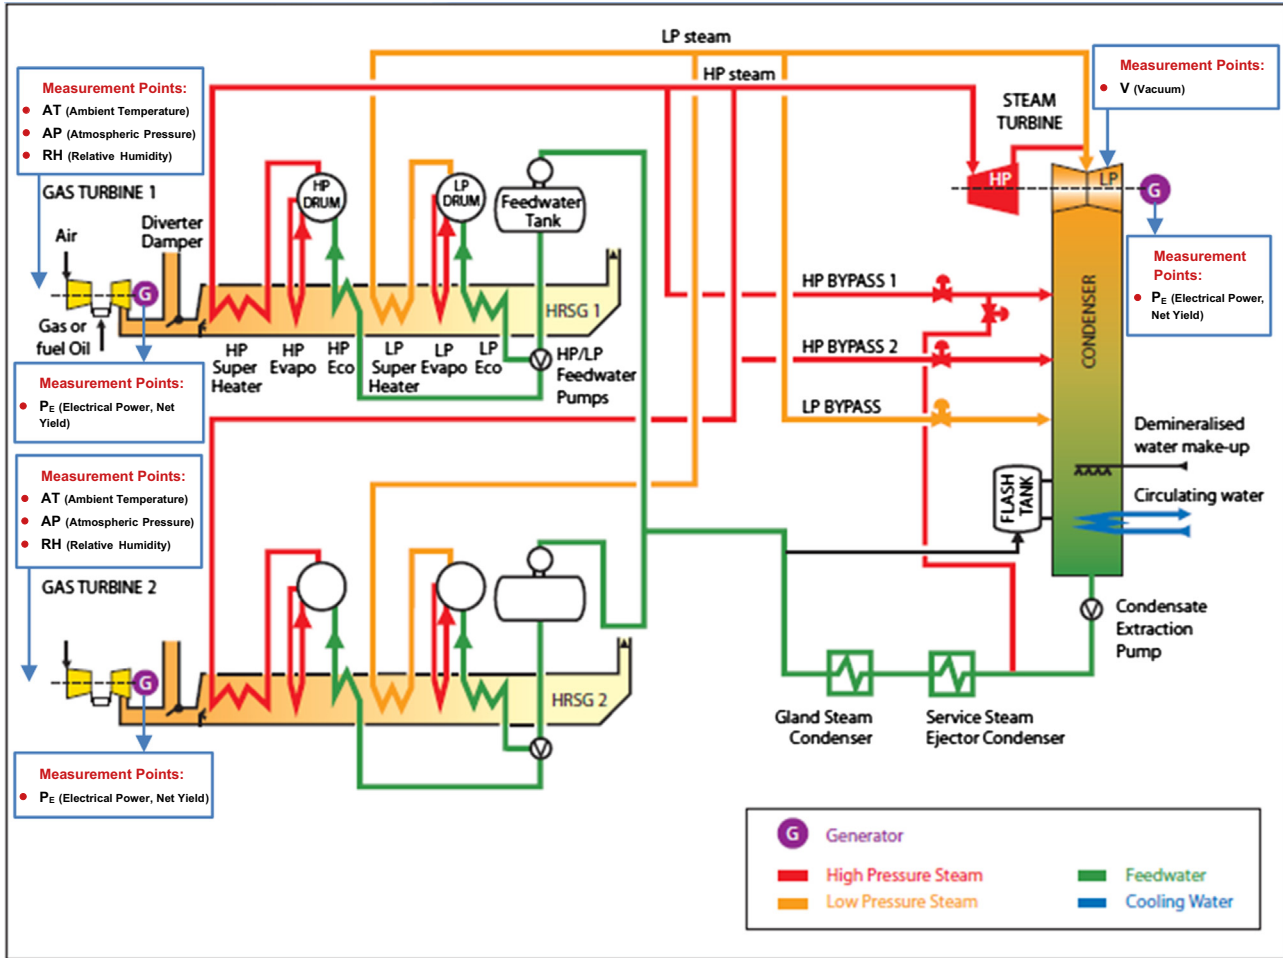 LP steam
HP steam
Measurement Points:
AT (Ambient Temperature)
AP (Atmospheric Pressure)
RH (Relative Humidity)
Measurement Points:
V (Vacuum)
STEAM
TURBINE
HP
LP
G
GAS TURBINE 1
Air
Diverter
Damper
HP
DRUM
LP
DRUM
Feedwater
Tank
G
Gas or
fuel Oil
HRSG 1
HP
Super
Heater
HP
Evapo
HP
Eco
LP
Super
Heater
LP
Evapo
LP
Eco
V
HP/LP
Feedwater
Pumps
Measurement
Points:
PE (Electrical Power,
Net Yield)
HP BYPASS 1
HP BYPASS 2
LP BYPASS
CONDENSER
Measurement Points:
PE (Electrical Power, Net
Yield)
Measurement Points:
AT (Ambient Temperature)
AP (Atmospheric Pressure)
RH (Relative Humidity)
Demineralised
water make-up
FLASH
TANK
Circulating water
GAS TURBINE 2
G
HRSG 2
V
V
Condensate
Extraction
Pump
Gland Steam
Condenser
Service Steam
Ejector Condenser
Measurement Points:
PE (Electrical Power, Net Yield)
G
Generator
High Pressure Steam
Feedwater
Low Pressure Steam
Cooling Water